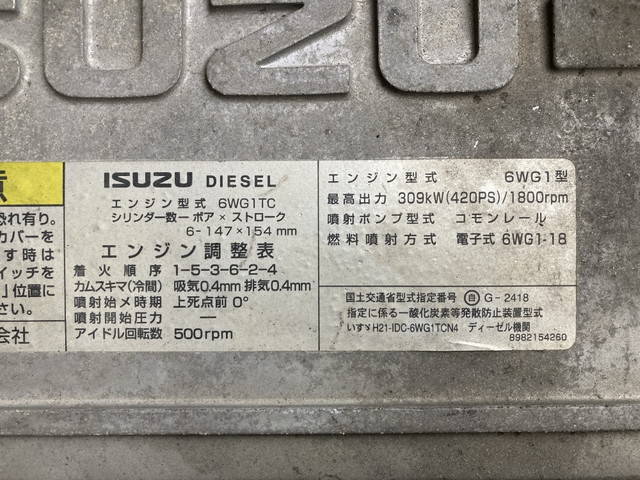 SUZU
意
恐れ有り。
カバーを
す時は
イッチを
」位置に
さい。
会社
ISUZU DIESEL
エンジン型式 6WG1TC
シリンダー数－ボア × ストローク
6-147×154mm
エンジン調整表
着火順序 1-5-3-6-2-4
カムスキマ(冷間) 吸気0.4mm 排気0.4mm
噴射始メ時期 上死点前 0°
噴射開始圧力 —
アイドル回転数 500rpm
エンジン型式 6WG1型
最高出力 309kW(420PS)/1800rpm
噴射ポンプ型式 コモンレール
燃料噴射方式 電子式 6WG1-18
国土交通省型式指定番号 自 G-2418
指定に係る一酸化炭素等発散防止装置型式
いすゞH21-IDC-6WG1TCN4 ディーゼル機関
8982154260